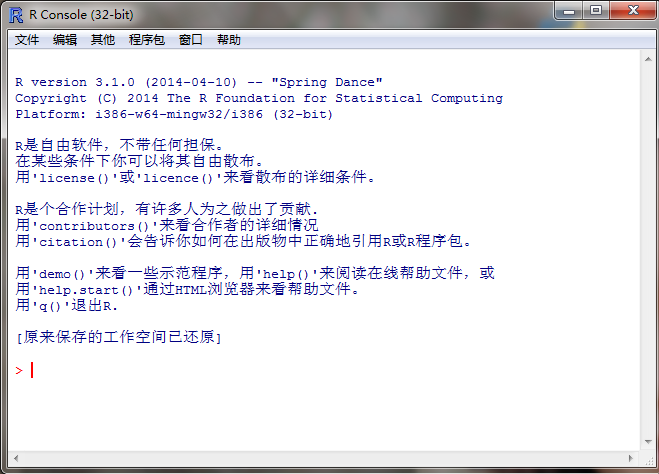 R Console (32-bit)
文件 编辑 其他 程序包 窗口 帮助
R version 3.1.0 (2014-04-10) -- "Spring Dance"
Copyright (C) 2014 The R Foundation for Statistical Computing
Platform: i386-w64-mingw32/i386 (32-bit)
R是自由软件，不带任何担保。
在某些条件下你可以将其自由散布。
用'license()'或'licence()'来看散布的详细条件。
R是个合作计划，有许多人为之做出了贡献.
用'contributors()'来看合作者的详细情况
用'citation()'会告诉你如何在出版物中正确地引用R或R程序包。
用'demo()'来看一些示范程序，用'help()'来阅读在线帮助文件，或
用'help.start()'通过HTML浏览器来看帮助文件。
用'q()'退出R.
[原来保存的工作空间已还原]
>